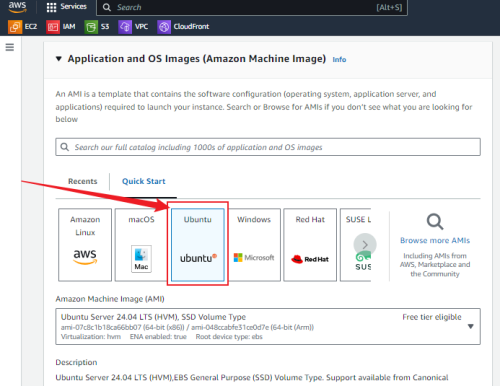 aws
Services
Search
[Alt+S]
EC2
IAM
S3
VPC
CloudFront
Application and OS Images (Amazon Machine Image)
Info
An AMI is a template that contains the software configuration (operating system, application server, and
applications) required to launch your instance. Search or Browse for AMIs if you don't see what you are looking for
below
Search our full catalog including 1000s of application and OS images
Recents
Quick Start
Amazon
Linux
aws
macOS
Mac
Ubuntu
ubuntu
Windows
Microsoft
Red Hat
Red Hat
SUSE L
SUS
Browse more AMIs
Including AMIs from
AWS, Marketplace and
the Community
Amazon Machine Image (AMI)
Ubuntu Server 24.04 LTS (HVM), SSD Volume Type
Free tier eligible
ami-07c8c1b18ca66bb07 (64-bit (x86)) / ami-048ccabfe31ce0d7e (64-bit (Arm))
Virtualization: hvm ENA enabled: true Root device type: ebs
Description
Ubuntu Server 24.04 LTS (HVM),EBS General Purpose (SSD) Volume Type. Support available from Canonical